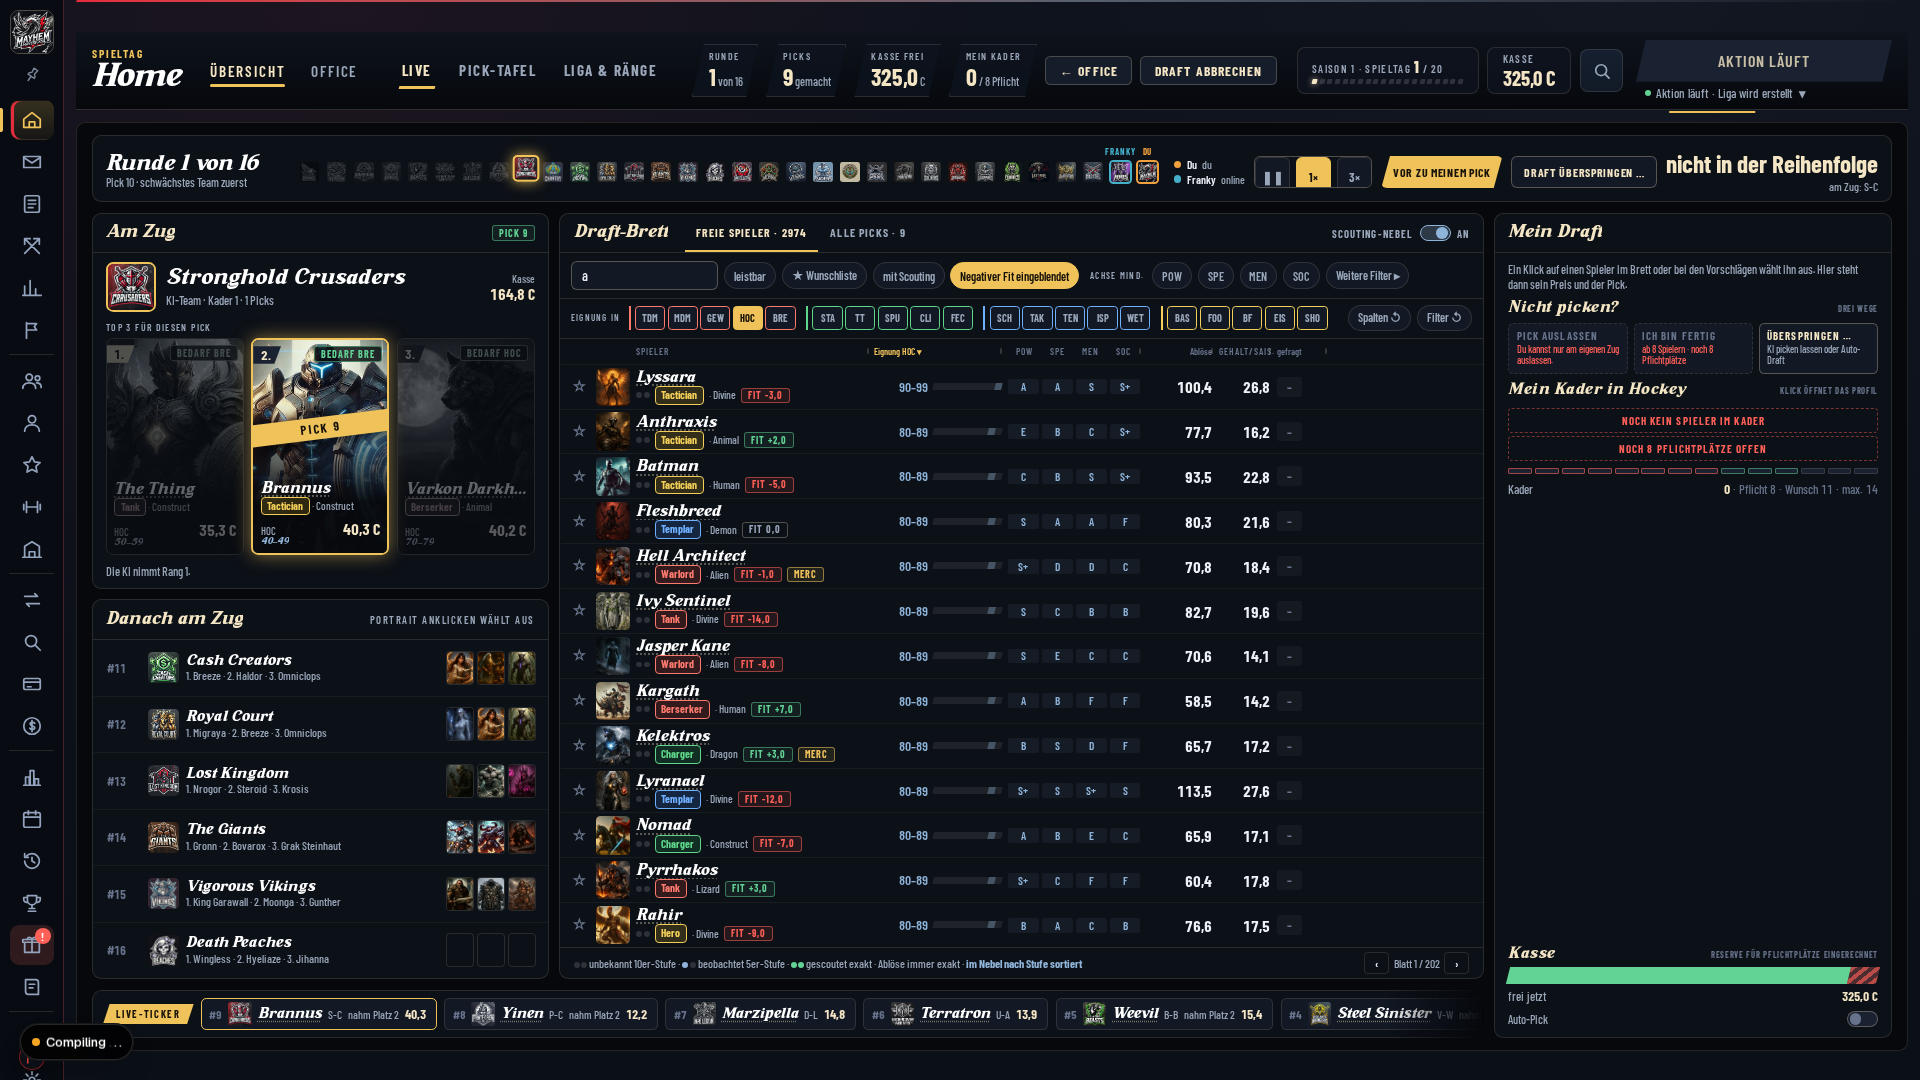 SPIELTAG
Home
ÜBERSICHT
OFFICE
LIVE
PICK-TAFEL
LIGA & RÄNGE
RUNDE
1 von 16
PICKS
9 gemacht
KASSE FREI
325,0 C
MEIN KADER
0 / 8 Pflicht
← OFFICE
DRAFT ABBRECHEN
SAISON 1 · SPIELTAG 1 / 20
KASSE
325,0 C
AKTION LÄUFT
Aktion läuft · Liga wird erstellt ▼
Runde 1 von 16
Pick 10 · schwächstes Team zuerst
FRANKY DU
Du du
Franky online
1×
3×
VOR ZU MEINEM PICK
DRAFT ÜBERSPRINGEN ...
nicht in der Reihenfolge
am Zug: S-C
Am Zug
PICK 9
Stronghold Crusaders
KI-Team · Kader 1 · 1 Picks
Kasse
164,8 C
TOP 3 FÜR DIESEN PICK
1. BEDARF BRE
The Thing
Tank · Construct
HOC
50–59
35,3 C
2. BEDARF BRE
PICK 9
Brannus
Tactician · Construct
HOC
40–49
40,3 C
3. BEDARF HOC
Varkon Darkh...
Berserker · Animal
HOC
70–79
40,2 C
Die KI nimmt Rang 1.
Danach am Zug
PORTRAIT ANKLICKEN WÄHLT AUS
#11 Cash Creators
1. Breeze · 2. Haldor · 3. Omniclops
#12 Royal Court
1. Migraya · 2. Breeze · 3. Omniclops
#13 Lost Kingdom
1. Nrogor · 2. Steroid · 3. Krosis
#14 The Giants
1. Gronn · 2. Bovarox · 3. Grak Steinhaut
#15 Vigorous Vikings
1. King Garawall · 2. Moonga · 3. Gunther
#16 Death Peaches
1. Wingless · 2. Hyeliaze · 3. Jihanna
Draft-Brett
FREIE SPIELER · 2974
ALLE PICKS · 9
SCOUTING-NEBEL
AN
a
leistbar
★ Wunschliste
mit Scouting
Negativer Fit eingeblendet
ACHSE MIND.
POW
SPE
MEN
SOC
Weitere Filter ▸
EIGNUNG IN
TDM MDM GEW HOC BRE
STA TT SPU CLI FEC
SCH TAK TEN ISP WET
BAS FOO BF EIS SHO
Spalten ↺
Filter ↺
SPIELER Eignung HOC ▾ POW SPE MEN SOC Ablöse GEHALT/SAIS. gefragt
Lyssara
Tactician · Divine FIT -3,0
90–99 A A S S+ 100,4 26,8 –
Anthraxis
Tactician · Animal FIT +2,0
80–89 E B C S+ 77,7 16,2 –
Batman
Tactician · Human FIT -5,0
80–89 C B S S+ 93,5 22,8 –
Fleshbreed
Templar · Demon FIT 0,0
80–89 S A A F 80,3 21,6 –
Hell Architect
Warlord · Alien FIT -1,0 MERC
80–89 S+ D D C 70,8 18,4 –
Ivy Sentinel
Tank · Divine FIT -14,0
80–89 S C B B 82,7 19,6 –
Jasper Kane
Warlord · Alien FIT -8,0
80–89 S E C C 70,6 14,1 –
Kargath
Berserker · Human FIT +7,0
80–89 A B F F 58,5 14,2 –
Kelektros
Charger · Dragon FIT +3,0 MERC
80–89 B S D F 65,7 17,2 –
Lyranael
Templar · Divine FIT -12,0
80–89 S+ S S+ S 113,5 27,6 –
Nomad
Charger · Construct FIT -7,0
80–89 A B E C 65,9 17,1 –
Pyrrhakos
Tank · Lizard FIT +3,0
80–89 S+ C F F 60,4 17,8 –
Rahir
Hero · Divine FIT -9,0
80–89 B A C B 76,6 17,5 –
unbekannt 10er-Stufe · beobachtet 5er-Stufe · gescoutet exakt · Ablöse immer exakt · im Nebel nach Stufe sortiert
‹ Blatt 1 / 202 ›
Mein Draft
Ein Klick auf einen Spieler im Brett oder bei den Vorschlägen wählt ihn aus. Hier steht
dann sein Preis und der Pick.
Nicht picken?
DREI WEGE
PICK AUSLASSEN
Du kannst nur am eigenen Zug
auslassen.
ICH BIN FERTIG
ab 8 Spielern · noch 8
Pflichtplätze
ÜBERSPRINGEN ...
KI picken lassen oder Auto-
Draft
Mein Kader in Hockey
KLICK ÖFFNET DAS PROFIL
NOCH KEIN SPIELER IM KADER
NOCH 8 PFLICHTPLÄTZE OFFEN
Kader
0 · Pflicht 8 · Wunsch 11 · max. 14
Kasse
RESERVE FÜR PFLICHTPLÄTZE EINGERECHNET
frei jetzt
325,0 C
Auto-Pick
LIVE-TICKER
#9 Brannus S-C nahm Platz 2 40,3
#8 Yinen P-C nahm Platz 2 12,2
#7 Marzipella D-L 14,8
#6 Terratron U-A 13,9
#5 Weevil B-B nahm Platz 2 15,4
#4 Steel Sinister V-W
Compiling ..